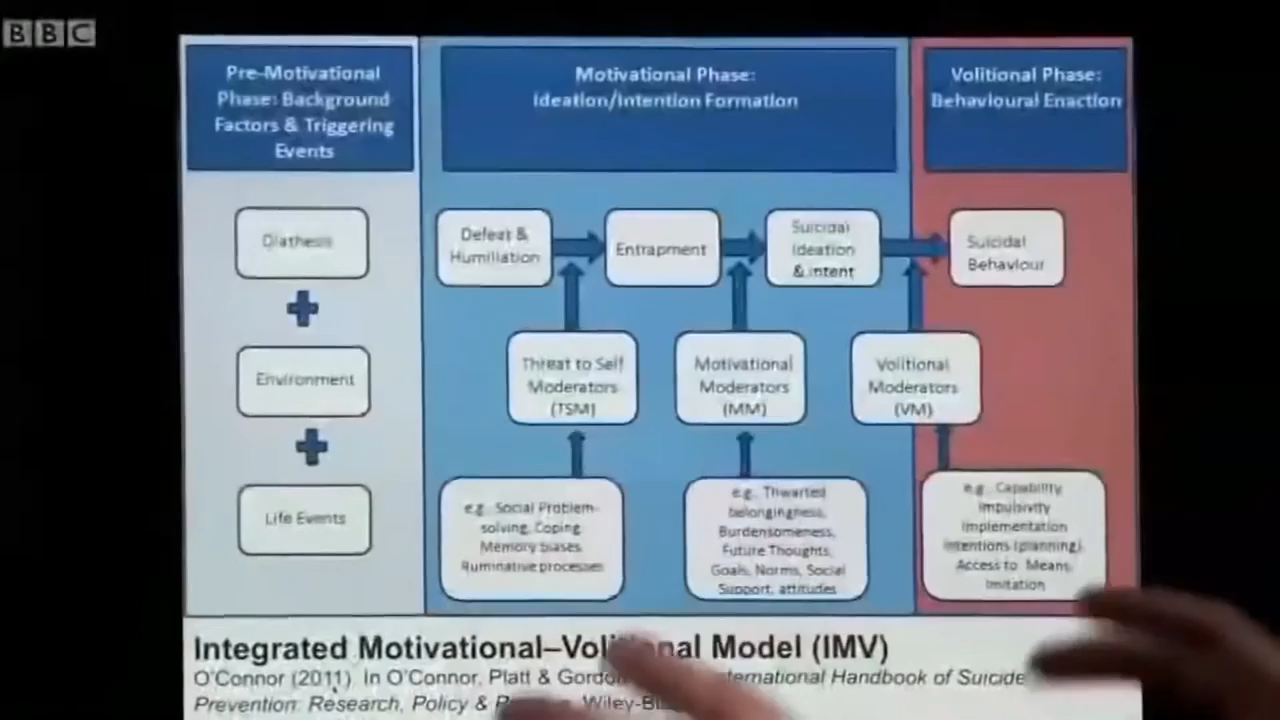 BBC
Pre-Motivational
Phase: Background
Factors & Triggering
Events
Motivational Phase:
Ideation/Intention Formation
Volitional Phase:
Behavioural Enaction
Diathesis
Environment
Life Events
Defeat &
Humiliation
Entrapment
Suicidal
Ideation
& intent
Suicidal
Behaviour
Threat to Self
Moderators
(TSM)
Motivational
Moderators
(MM)
Volitional
Moderators
(VM)
e.g., Social Problem-
solving, Coping
Memory biases
Ruminative processes
e.g., Thwarted
belongingness,
Burdensomeness,
Future Thoughts,
Goals, Norms, Social
Support, attitudes
e.g., Capability
Impulsivity
Implementation
Intentions (planning)
Access to Means
Imitation
Integrated Motivational–Volitional Model (IMV)
O'Connor (2011). In O'Connor, Platt & Handbook of Suicide
Prevention: Research, Policy &